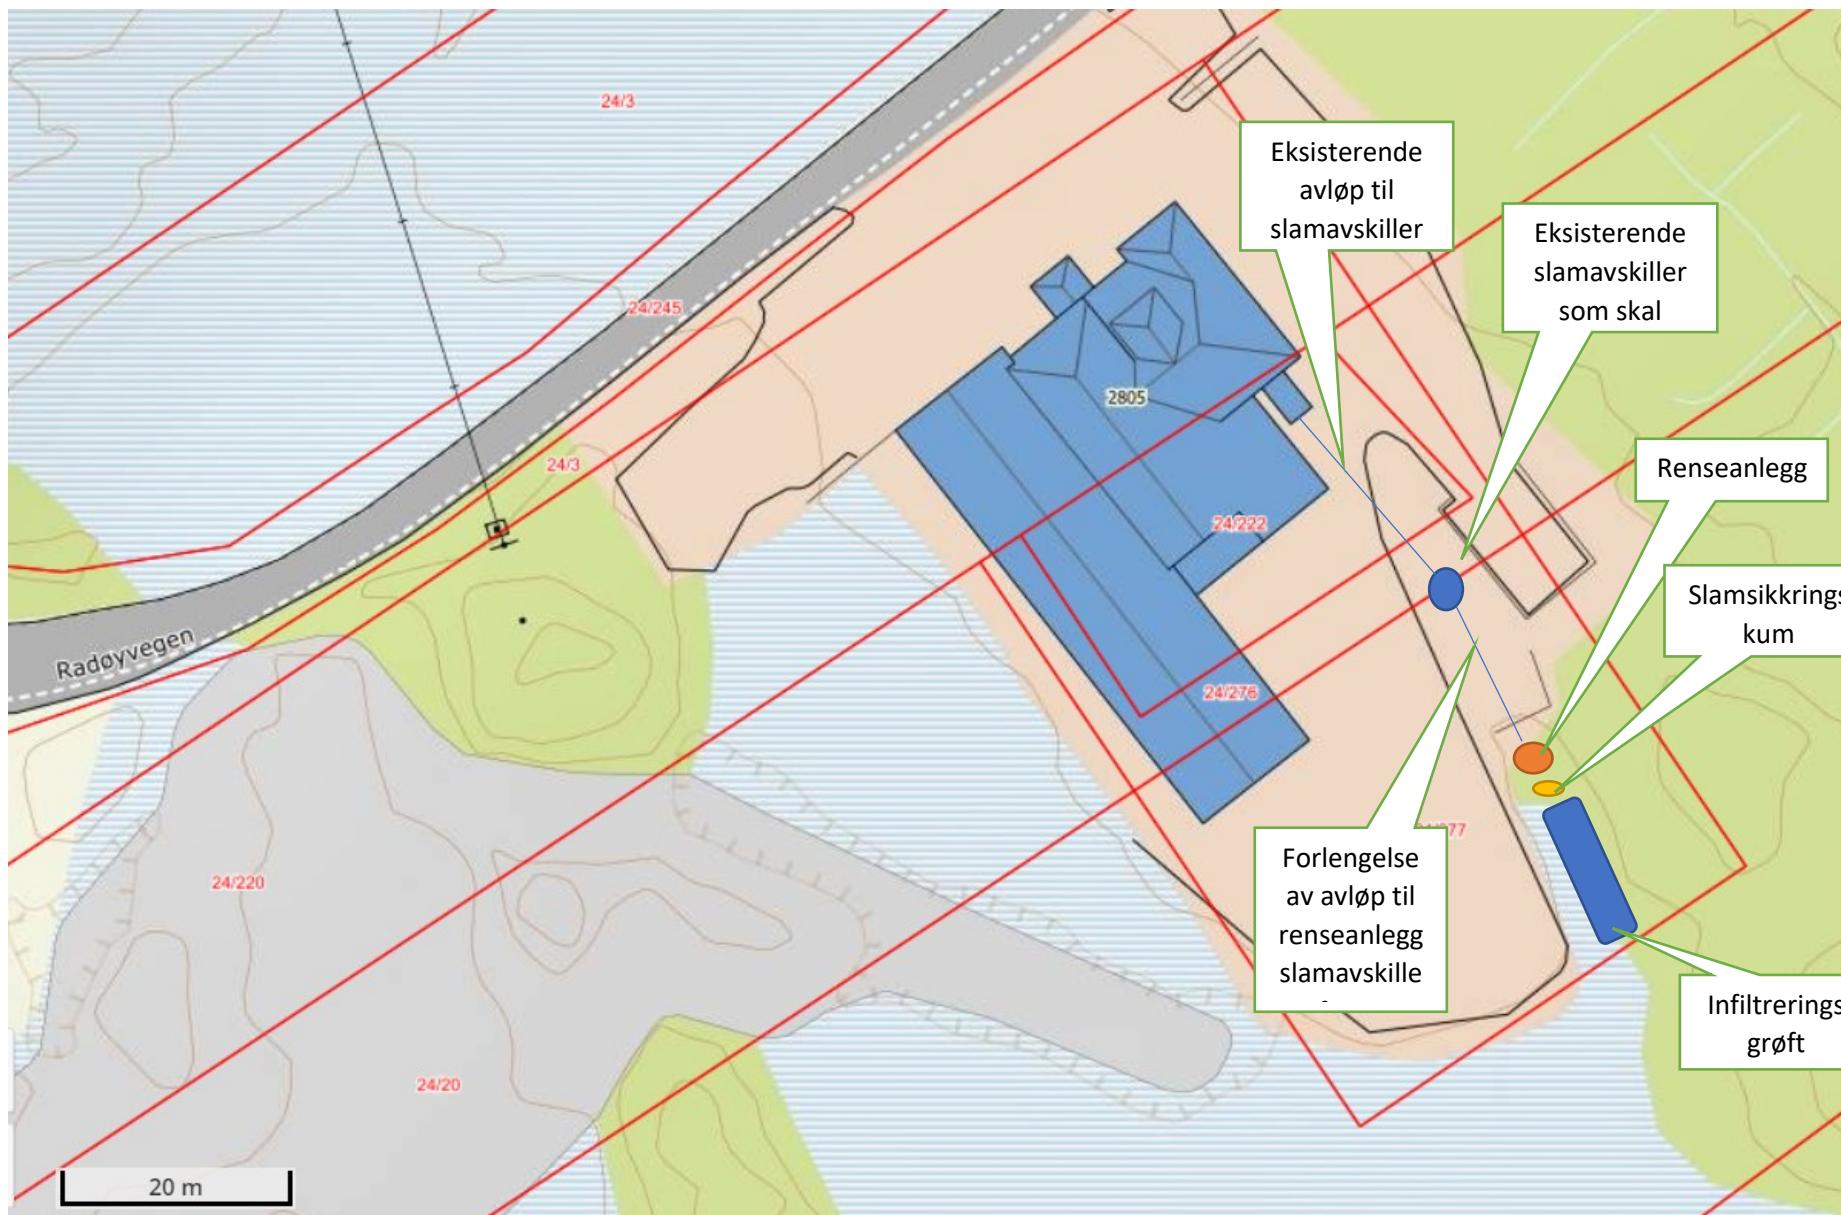 24/3
Eksisterende
avløp til
slamavskiller
Eksisterende
slamavskiller
som skal
24/245
2805
24/3
Renseanlegg
24/222
Slamsikkrings
kum
Radøyvegen
24/276
Forlengelse
av avløp til
renseanlegg
slamavskille
24/220
Infiltrerings
grøft
24/20
20 m